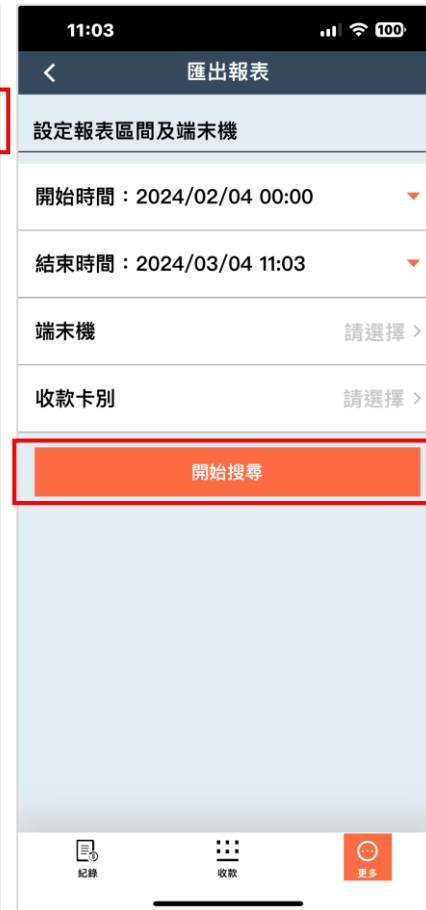 11:03
100
匯出報表
設定報表區間及端末機
開始時間：2024/02/04 00:00
結束時間：2024/03/04 11:03
端末機 請選擇
收款卡別 請選擇
開始搜尋
紀錄 收款 更多